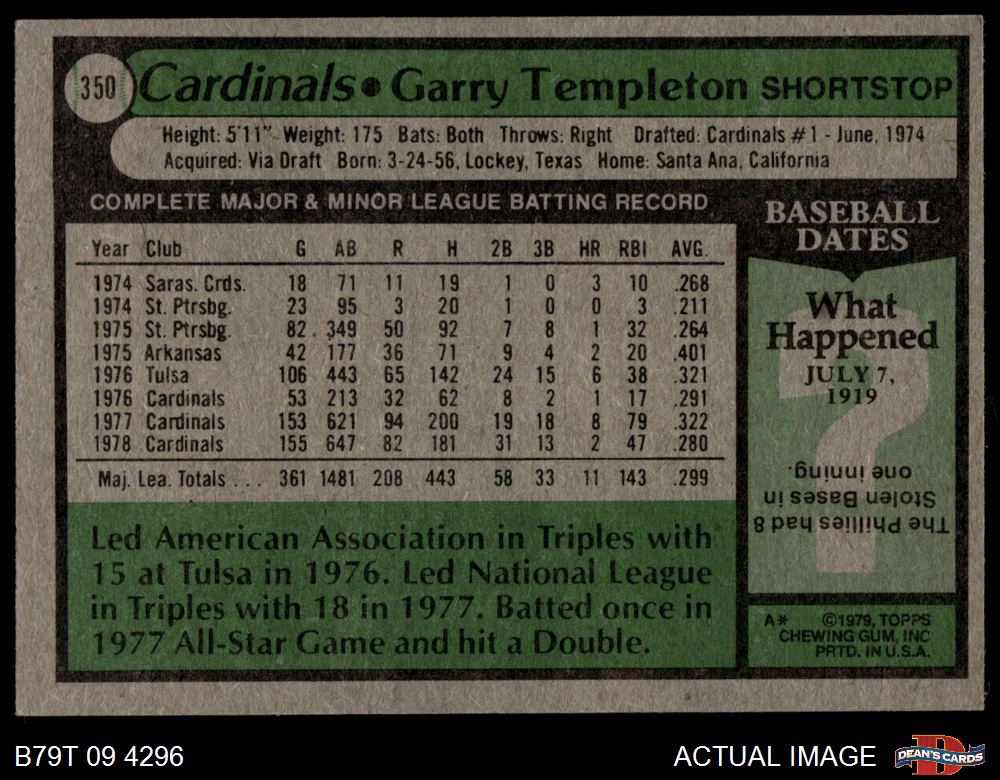 350 Cardinals • Garry Templeton SHORTSTOP
Height: 5'11" Weight: 175 Bats: Both Throws: Right Drafted: Cardinals #1 - June, 1974
Acquired: Via Draft Born: 3-24-56, Lockey, Texas Home: Santa Ana, California
COMPLETE MAJOR & MINOR LEAGUE BATTING RECORD
Year Club G AB R H 2B 3B HR RBI AVG.
1974 Saras. Crds. 18 71 11 19 1 0 3 10 .268
1974 St. Ptrsbg. 23 95 3 20 1 0 0 3 .211
1975 St. Ptrsbg. 82 349 50 92 7 8 1 32 .264
1975 Arkansas 42 177 36 71 9 4 2 20 .401
1976 Tulsa 106 443 65 142 24 15 6 38 .321
1976 Cardinals 53 213 32 62 8 2 1 17 .291
1977 Cardinals 153 621 94 200 19 18 8 79 .322
1978 Cardinals 155 647 82 181 31 13 2 47 .280
Maj. Lea. Totals . . . 361 1481 208 443 58 33 11 143 .299
Led American Association in Triples with
15 at Tulsa in 1976. Led National League
in Triples with 18 in 1977. Batted once in
1977 All-Star Game and hit a Double.
BASEBALL
DATES
What
Happened
JULY 7,
1919
?
The Phillies had 8
Stolen Bases in
one inning.
A* ©1979, TOPPS
CHEWING GUM, INC
PRTD. IN U.S.A.
B79T 09 4296
ACTUAL IMAGE
D
DEAN'S CARDS